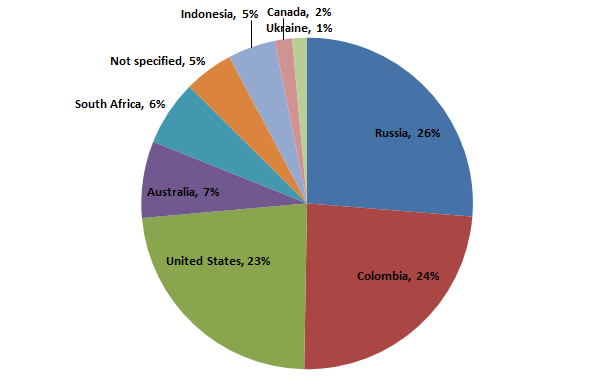 Indonesia, 5%
Canada, 2%
Ukraine, 1%
Not specified, 5%
South Africa, 6%
Russia, 26%
Australia, 7%
United States, 23%
Colombia, 24%